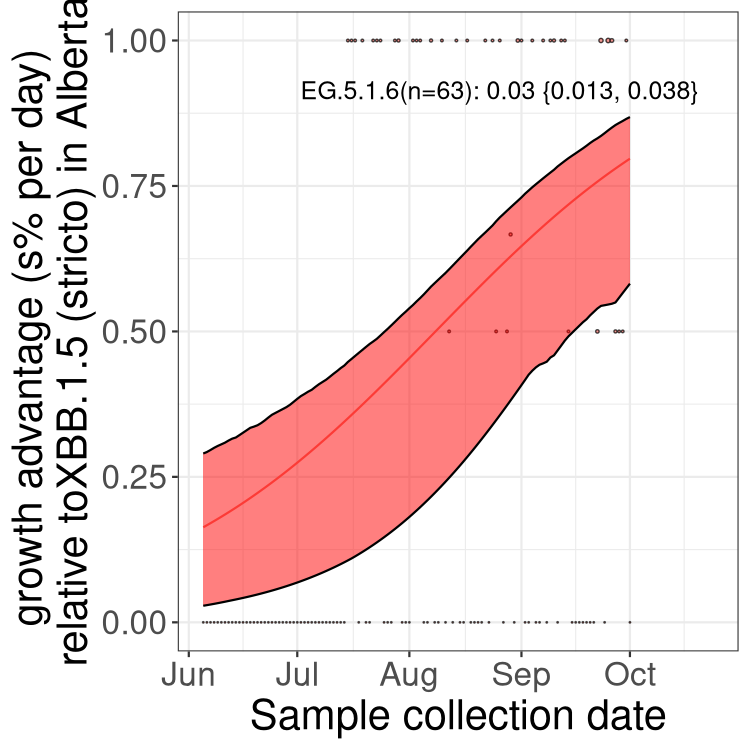 growth advantage (s% per day)
relative toXBB.1.5 (stricto) in Alberta
1.00
0.75
0.50
0.25
0.00
EG.5.1.6(n=63): 0.03 {0.013, 0.038}
Jun Jul Aug Sep Oct
Sample collection date